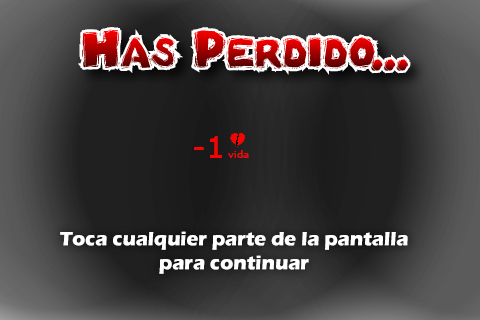 Has Perdido...
-1
vida
Toca cualquier parte de la pantalla
para continuar